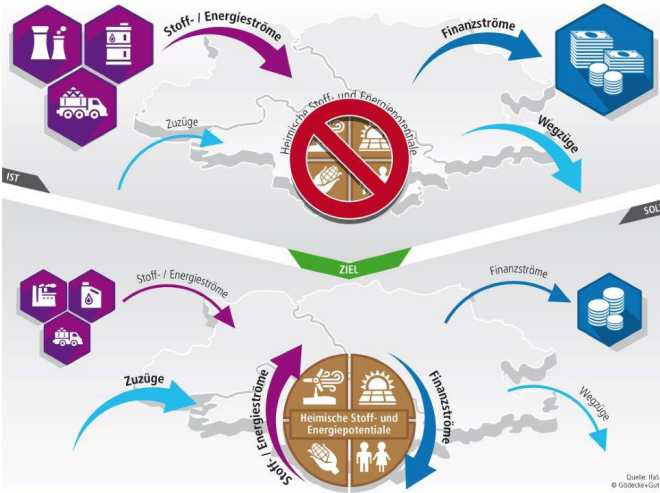 Stoff- / Energieströme
Finanzströme
Zuzüge
Heimische Stoff- und Energiepotentiale
Wegzüge
IST
SOL
ZIEL
Stoff- / Energieströme
Finanzströme
Zuzüge
Stoff- / Energieströme
Heimische Stoff- und
Energiepotentiale
Finanzströme
Wegzüge
Quelle: IfaS
© Gödecke+Gut